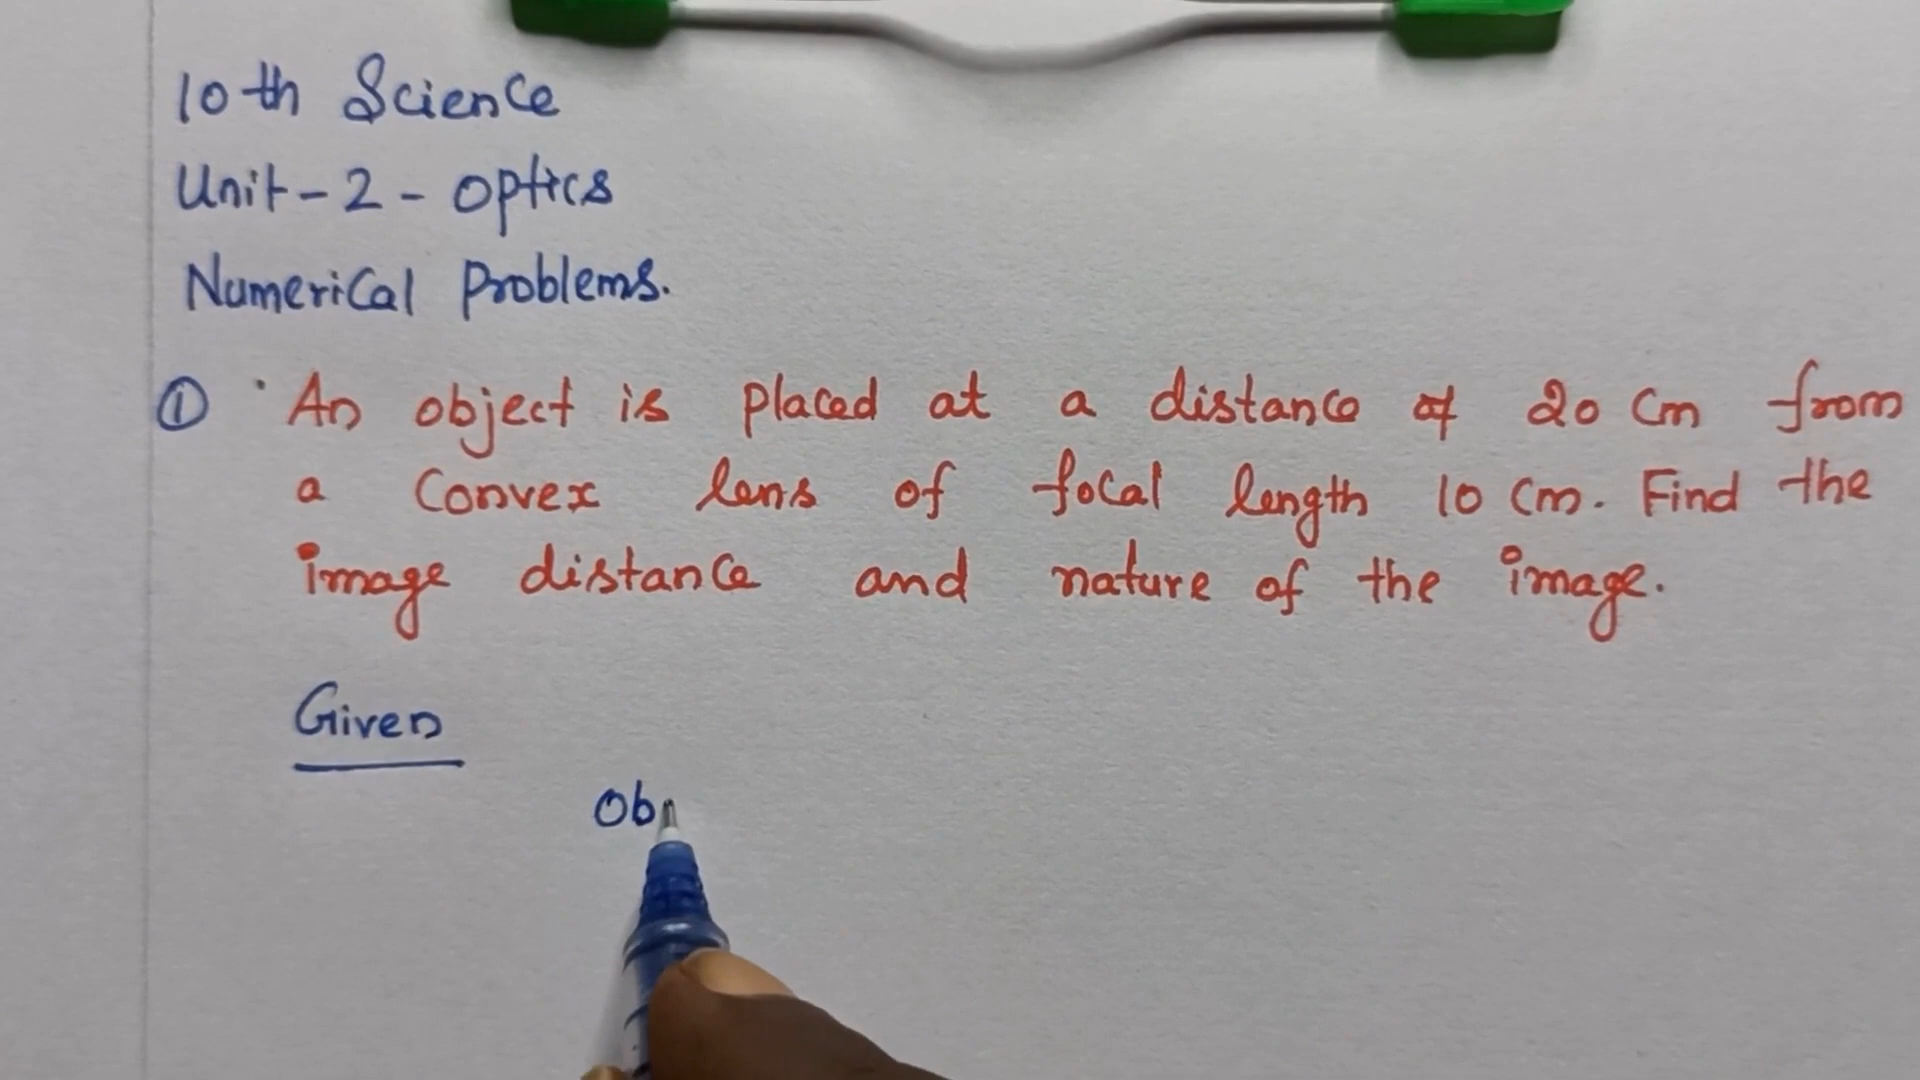 10th Science
Unit-2-Optics
Numerical Problems.
① An object is placed at a distance of 20 cm from
a Convex lens of focal length 10 cm. Find the
image distance and nature of the image.
Given
Ob